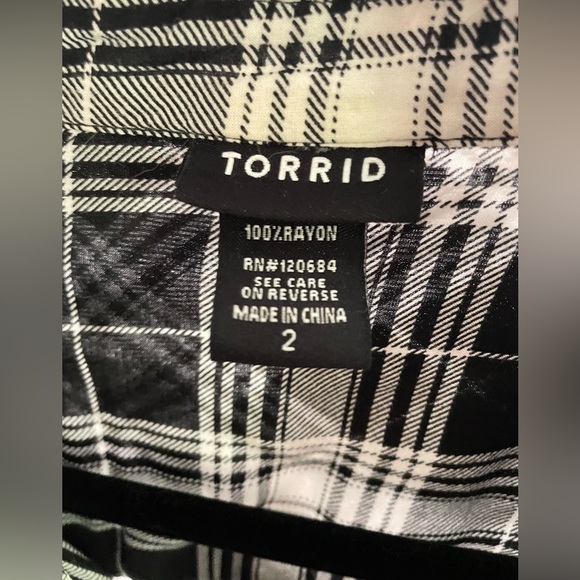 TORRID
100% RAYON
RN#120684
SEE CARE
ON REVERSE
MADE IN CHINA
2